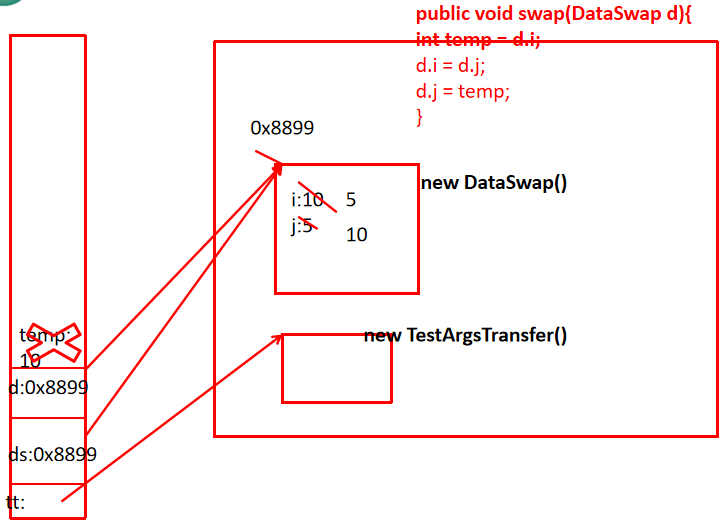 public void swap(DataSwap d){
int temp = d.i;
d.i = d.j;
d.j = temp;
}
0x8899
new DataSwap()
i:10 5
j:5
10
temp:
10
new TestArgsTransfer()
d:0x8899
ds:0x8899
tt: